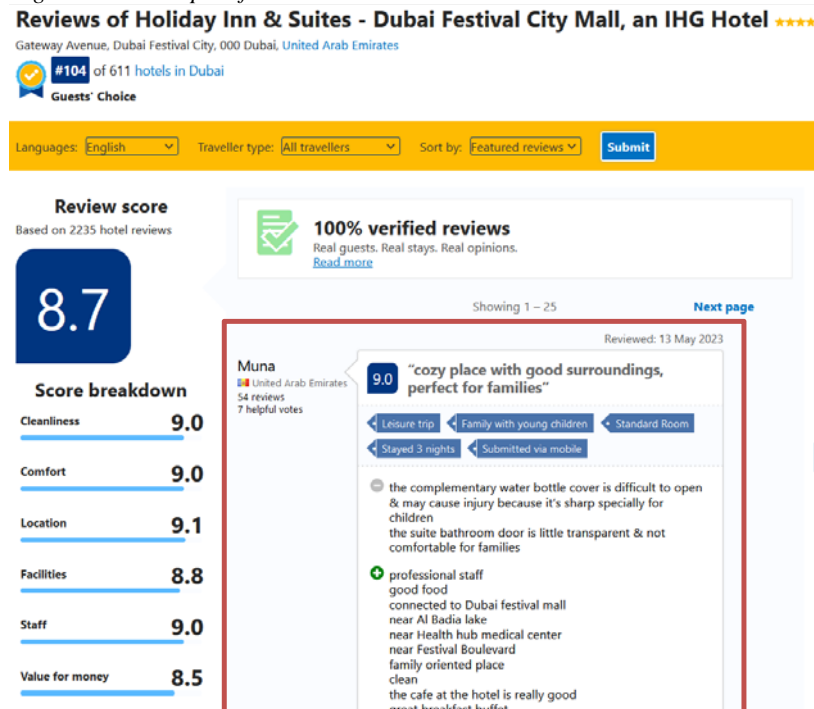 Reviews of Holiday Inn & Suites - Dubai Festival City Mall, an IHG Hotel
Gateway Avenue, Dubai Festival City, 000 Dubai, United Arab Emirates
#104 of 611 hotels in Dubai
Guests' Choice
Languages: English Traveller type: All travellers Sort by: Featured reviews Submit
Review score
Based on 2235 hotel reviews
8.7
100% verified reviews
Real guests. Real stays. Real opinions.
Read more
Showing 1 – 25 Next page
Score breakdown
Cleanliness 9.0
Comfort 9.0
Location 9.1
Facilities 8.8
Staff 9.0
Value for money 8.5
Reviewed: 13 May 2023
Muna
United Arab Emirates
54 reviews
7 helpful votes
9.0
“cozy place with good surroundings,
perfect for families”
Leisure trip Family with young children Standard Room
Stayed 3 nights Submitted via mobile
the complementary water bottle cover is difficult to open
& may cause injury because it's sharp specially for
children
the suite bathroom door is little transparent & not
comfortable for families
professional staff
good food
connected to Dubai festival mall
near Al Badia lake
near Health hub medical center
near Festival Boulevard
family oriented place
clean
the cafe at the hotel is really good
great breakfast buffet